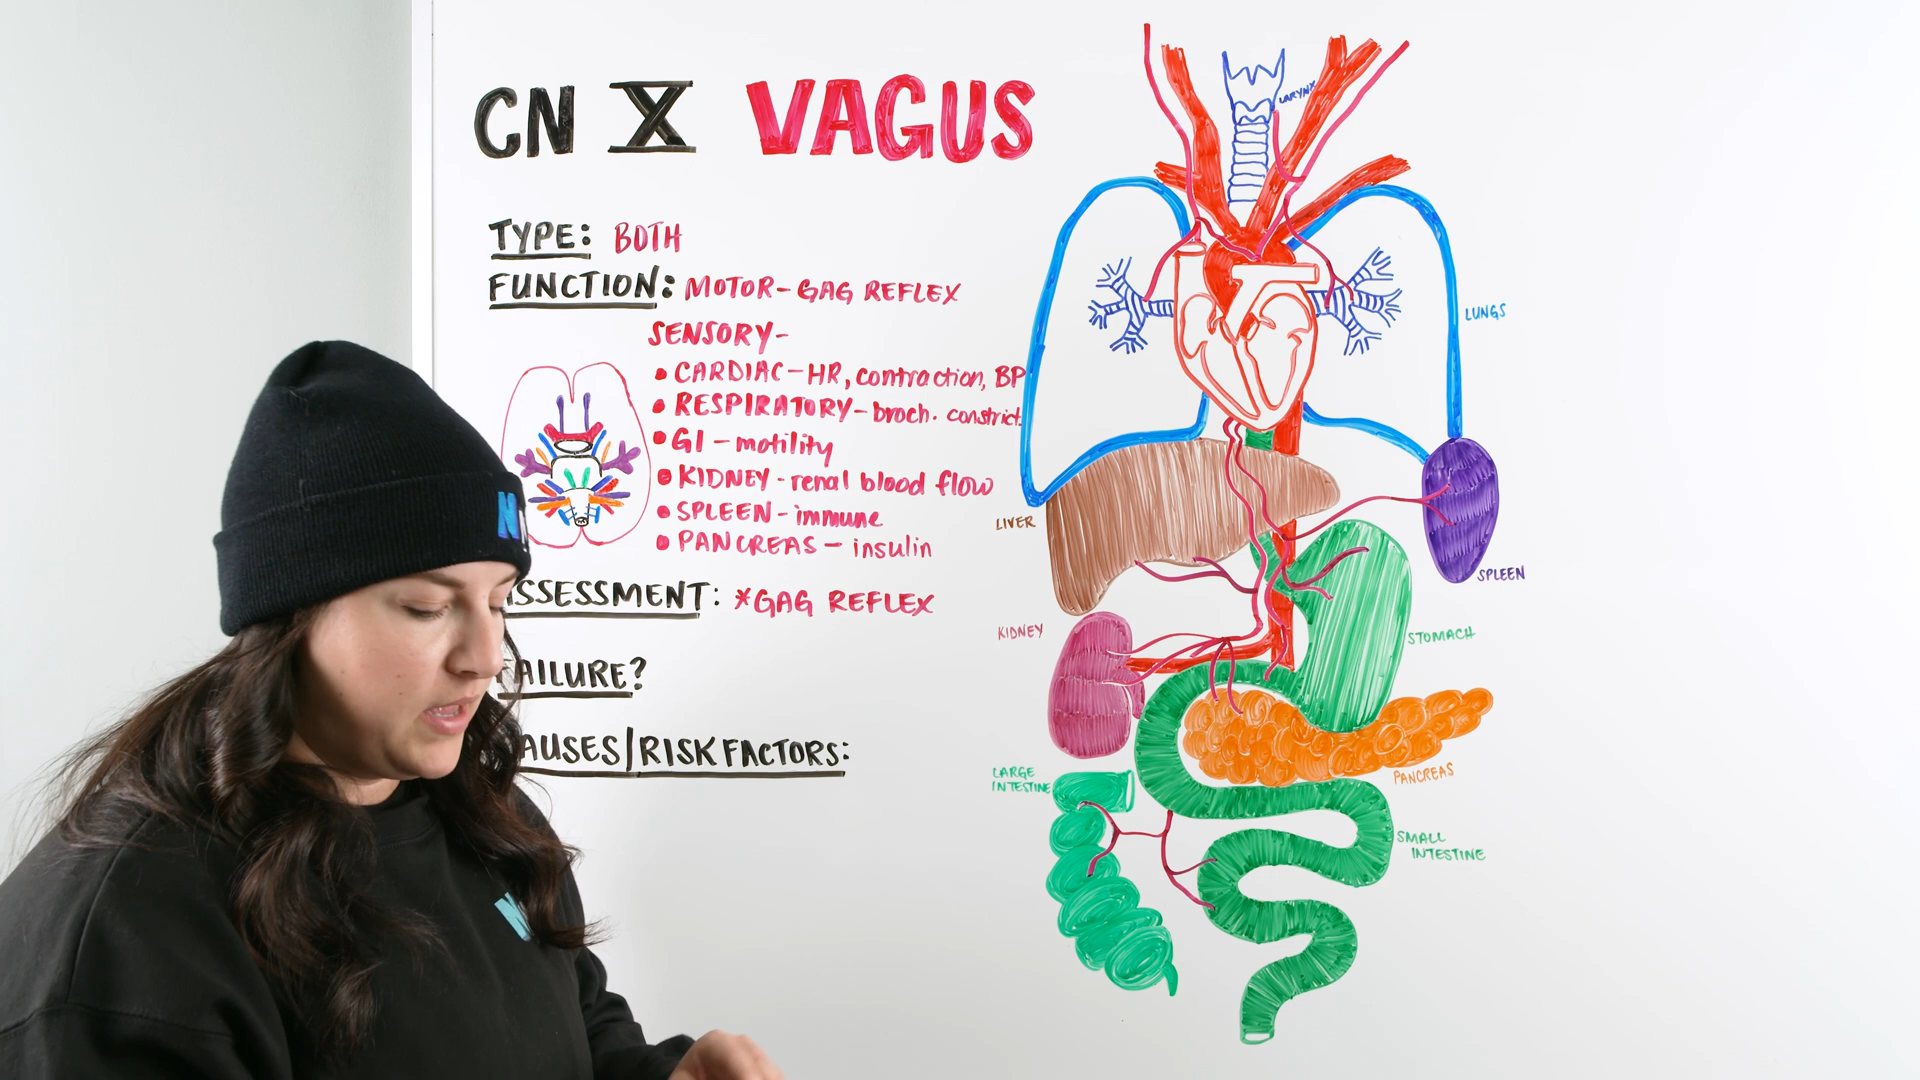 CN X VAGUS
TYPE: BOTH
FUNCTION: MOTOR - GAG REFLEX
SENSORY -
• CARDIAC - HR, contraction, BP
• RESPIRATORY - broch. constrict.
• GI - motility
• KIDNEY - renal blood flow
• SPLEEN - immune
• PANCREAS - insulin
SSESSMENT: *GAG REFLEX
FAILURE?
AUSES/RISK FACTORS:
LARYNX
LUNGS
LIVER
SPLEEN
KIDNEY
STOMACH
PANCREAS
LARGE
INTESTINE
SMALL
INTESTINE
N
N